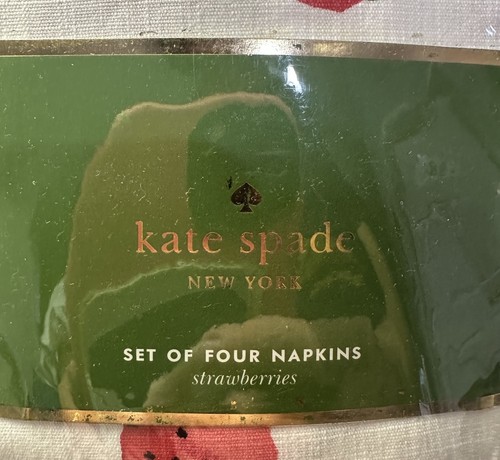 kate spade
NEW YORK
SET OF FOUR NAPKINS
strawberries